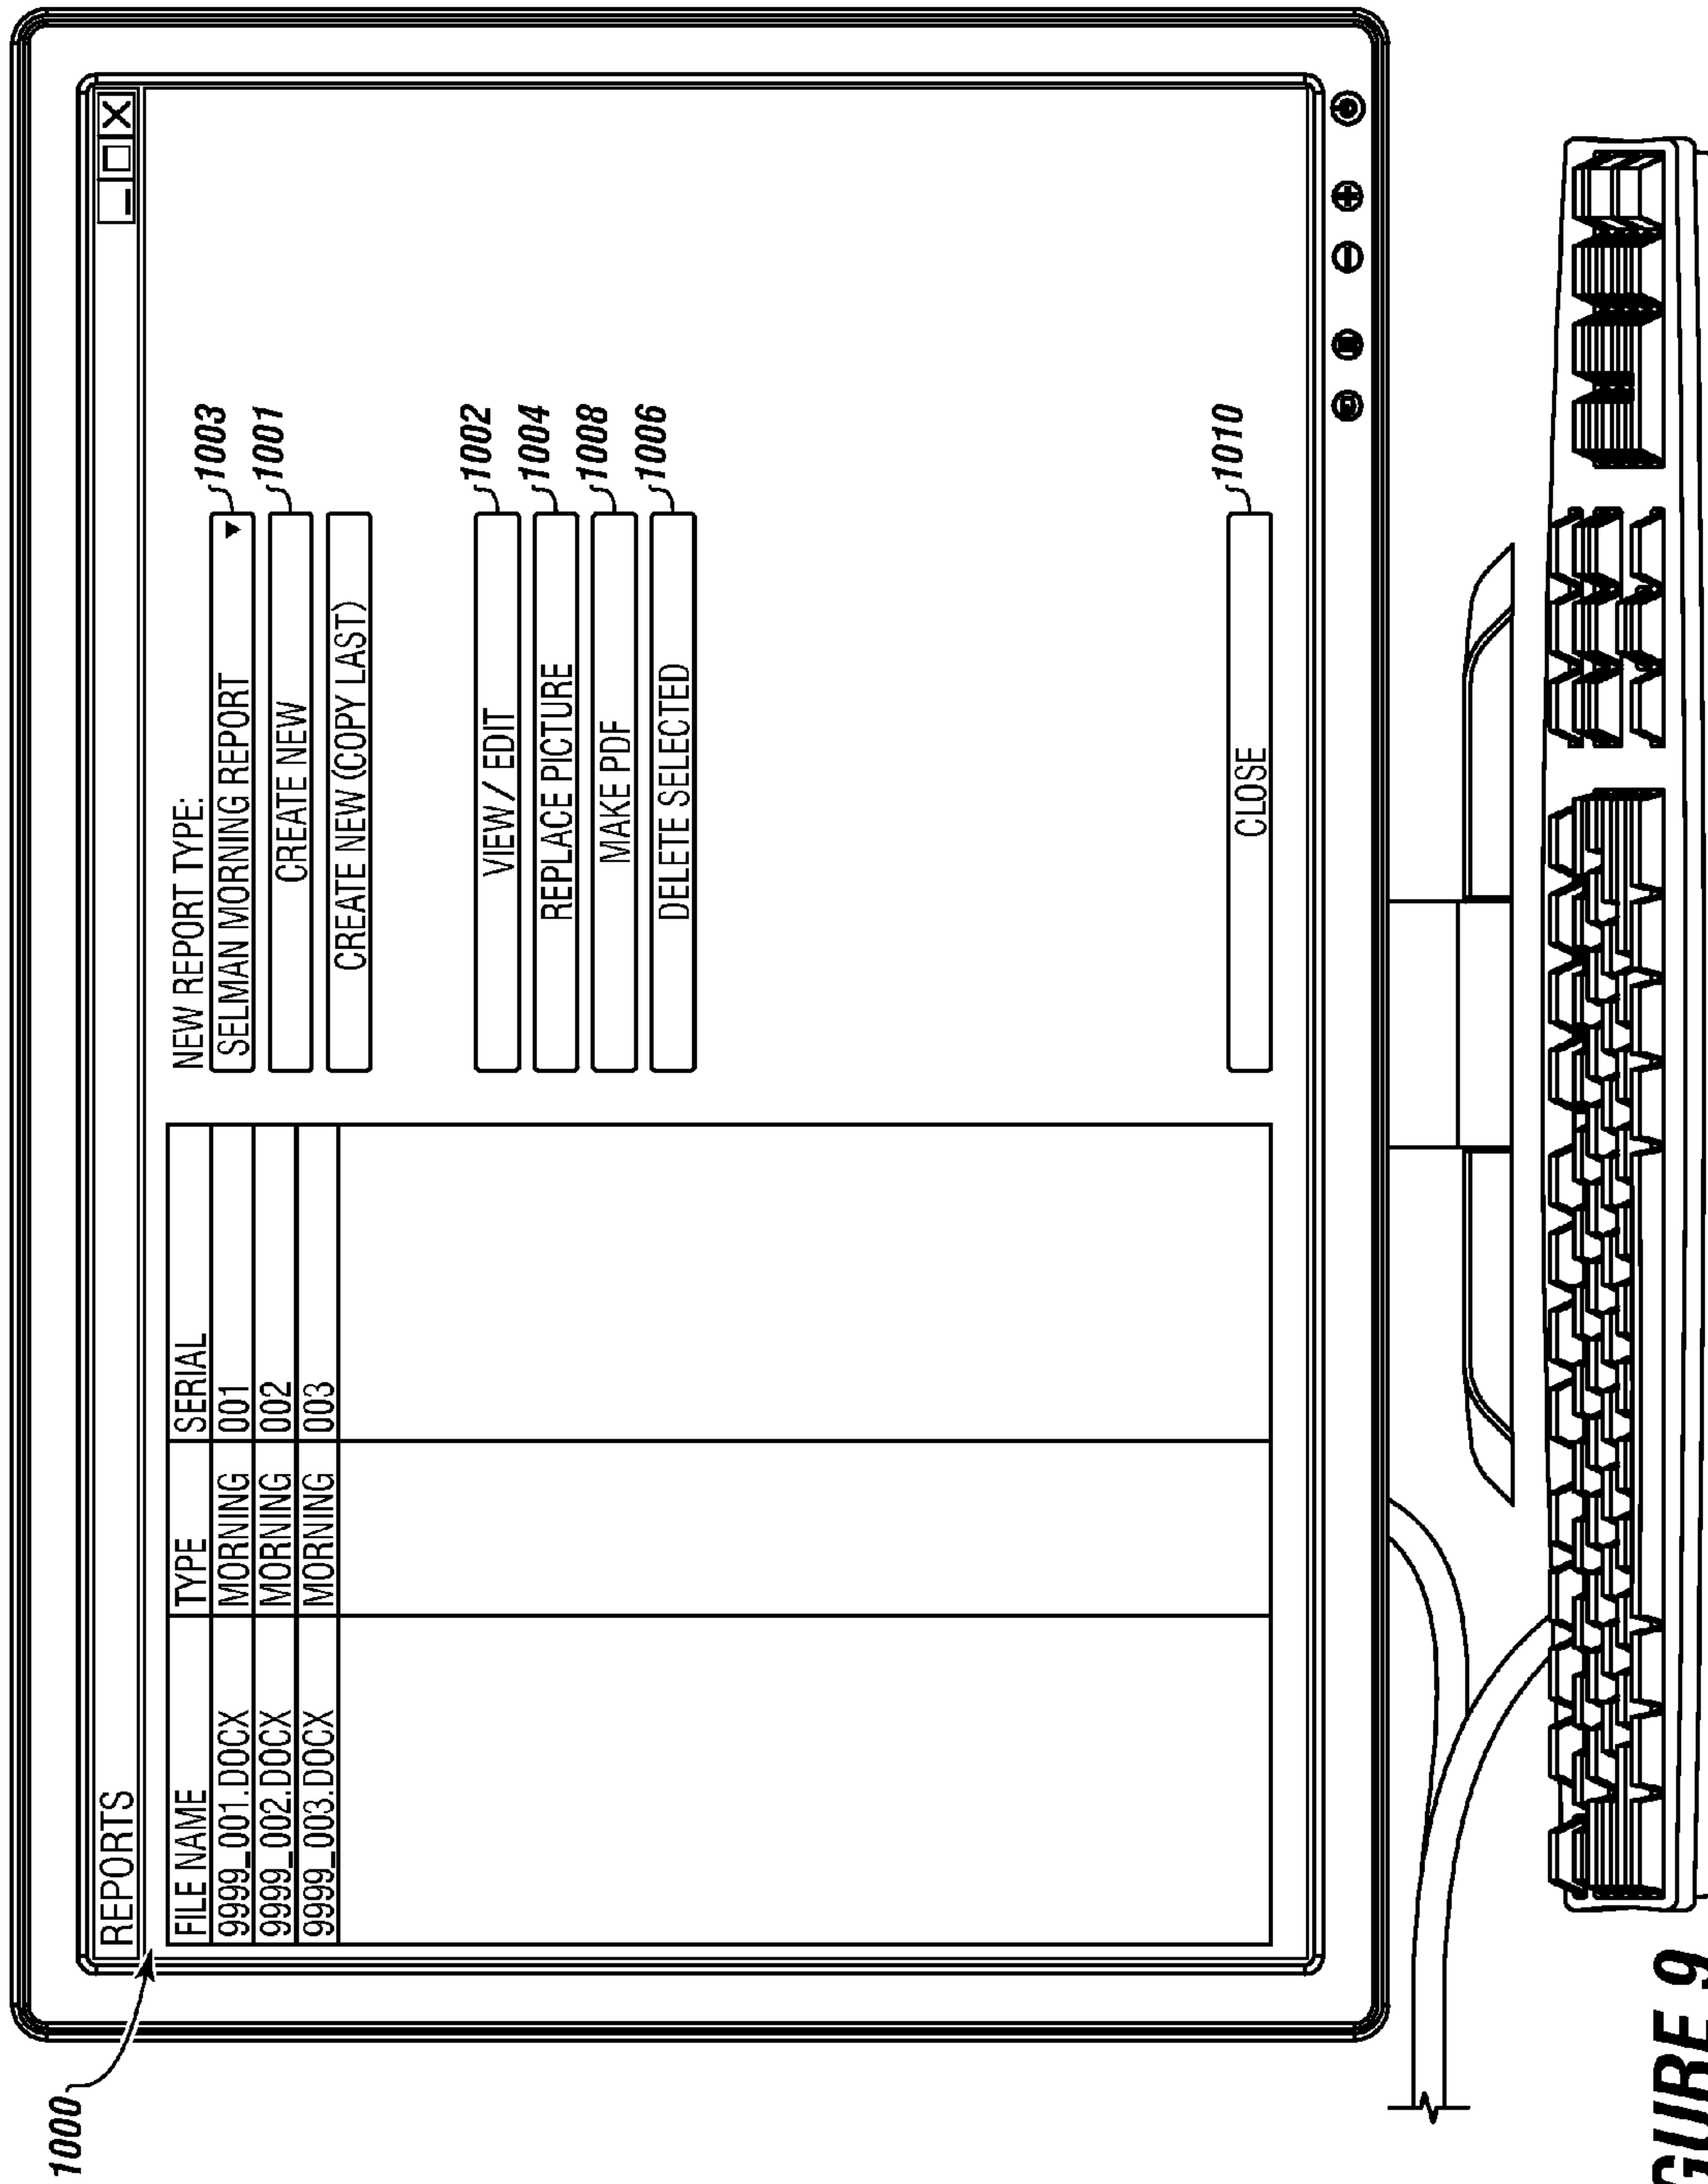 1000
REPORTS
FILE NAME TYPE SERIAL
9999_001.DOCX MORNING 001
9999_002.DOCX MORNING 002
9999_003.DOCX MORNING 003
NEW REPORT TYPE:
SELMAN MORNING REPORT 1003
CREATE NEW 1001
CREATE NEW (COPY LAST)
VIEW / EDIT 1002
REPLACE PICTURE 1004
MAKE PDF 1008
DELETE SELECTED 1006
CLOSE 1010
GURE 9